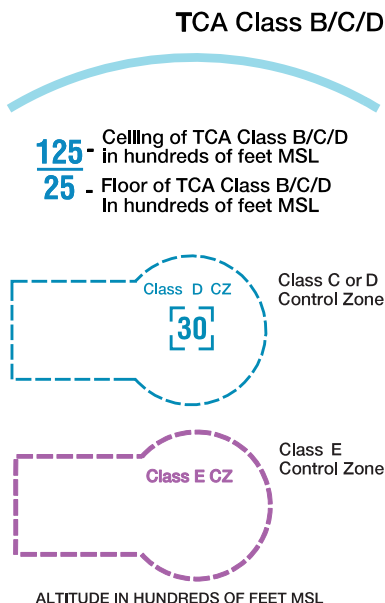 TCA Class B/C/D
125 - Ceiling of TCA Class B/C/D
in hundreds of feet MSL
25 - Floor of TCA Class B/C/D
In hundreds of feet MSL
Class D CZ
[30]
Class C or D
Control Zone
Class E CZ
Class E
Control Zone
ALTITUDE IN HUNDREDS OF FEET MSL